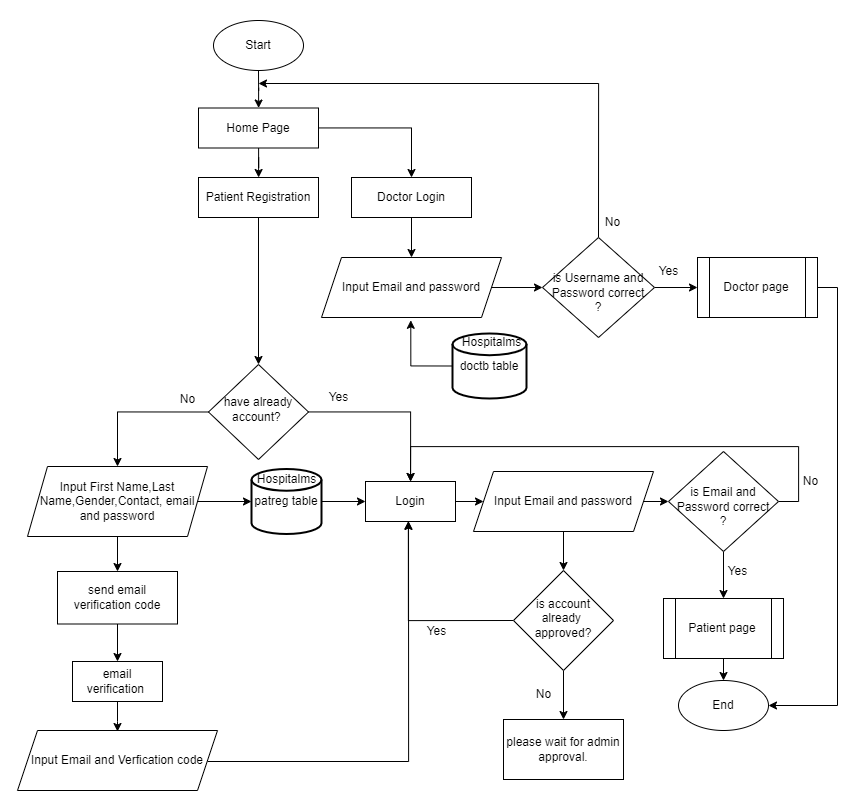 Start
Home Page
Patient Registration
Doctor Login
No
Input Email and password
is Username and
Password correct
?
Yes
Doctor page
Hospitalms
doctb table
No
have already
account?
Yes
Input First Name,Last
Name,Gender,Contact, email
and password
Hospitalms
patreg table
Login
Input Email and password
is Email and
Password correct
?
No
Yes
send email
verification code
is account
already
approved?
Yes
Patient page
email
verification
No
End
Input Email and Verfication code
please wait for admin
approval.